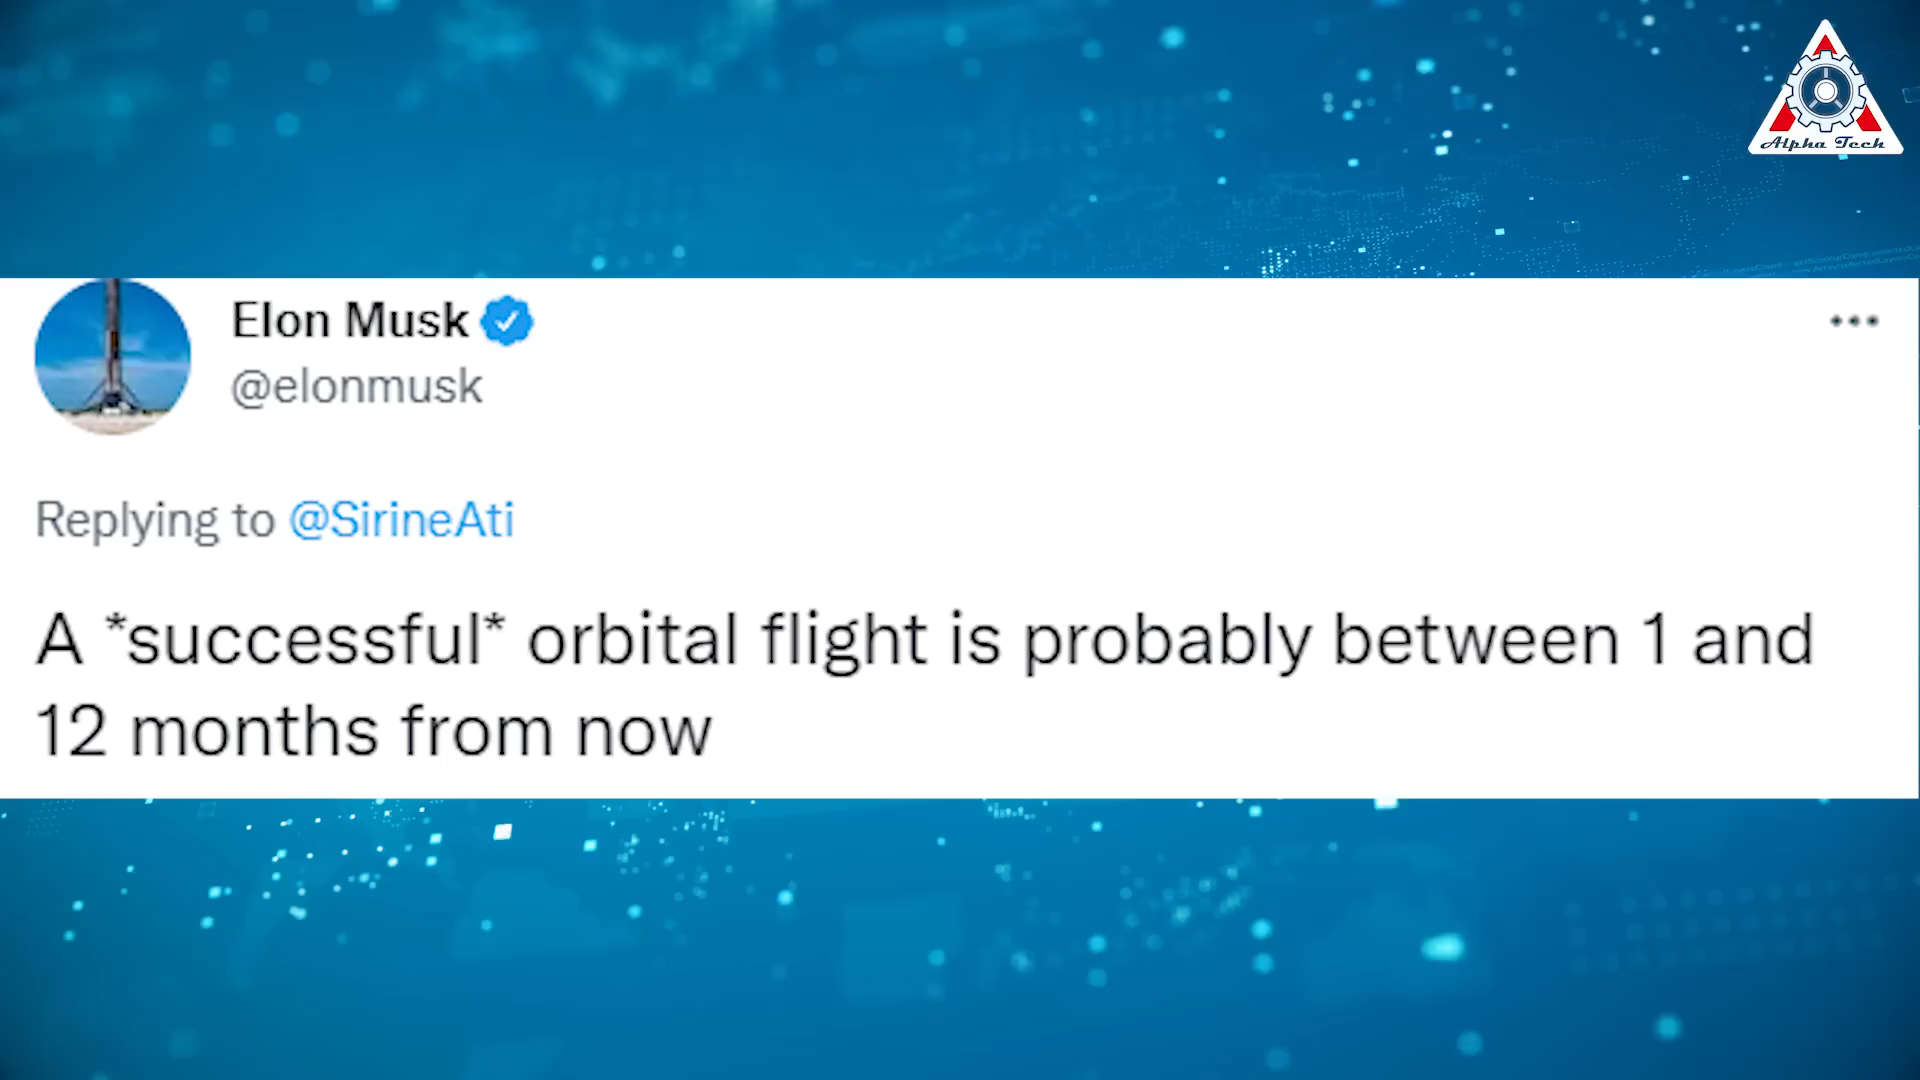 Alpha Tech
Elon Musk
@elonmusk
Replying to @SirineAti
A *successful* orbital flight is probably between 1 and
12 months from now